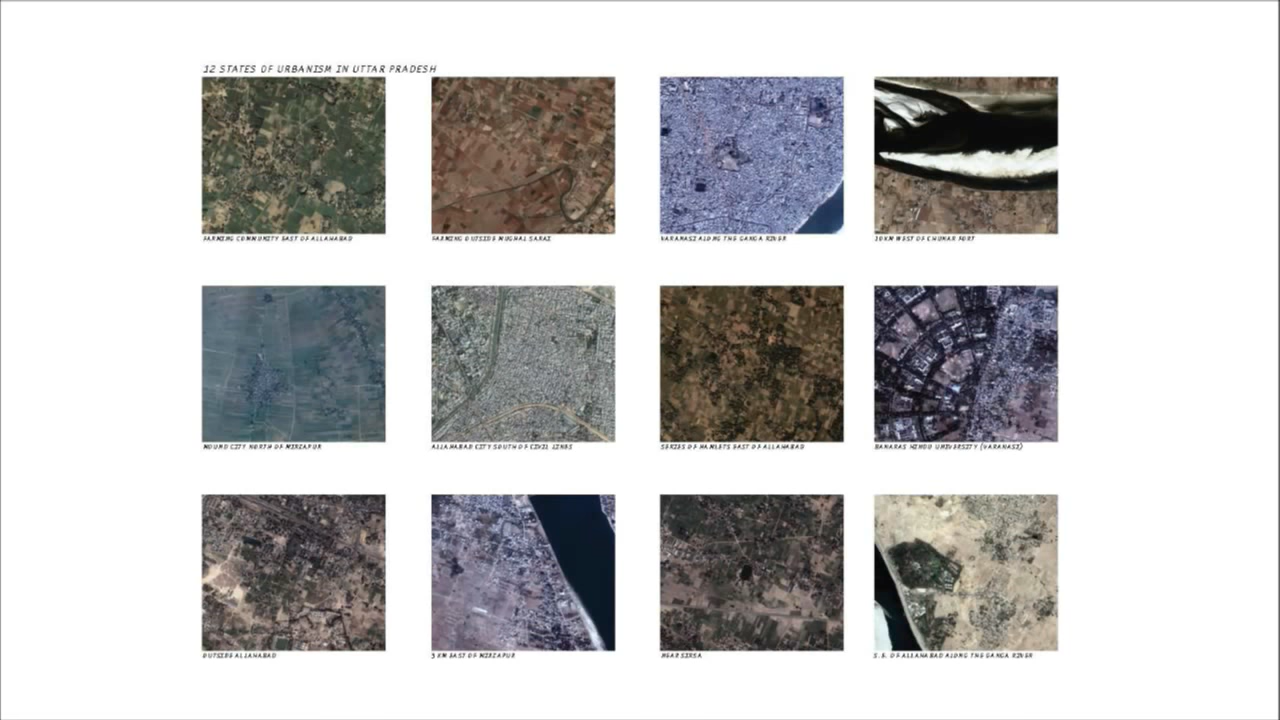 12 STATES OF URBANISM IN UTTAR PRADESH
FARMING COMMUNITY EAST OF ALLAHABAD
FARMING OUTSIDE MUGHAL SARAI
VARANASI ALONG THE GANGA RIVER
10 KM WEST OF CHUNAR FORT
MOUND CITY NORTH OF MIRZAPUR
ALLAHABAD CITY SOUTH OF CIVIL LINES
SERIES OF HAMLETS EAST OF ALLAHABAD
BANARAS HINDU UNIVERSITY (VARANASI)
OUTSIDE ALLAHABAD
5 KM EAST OF MIRZAPUR
NEAR SIRSA
S.E. OF ALLAHABAD ALONG THE GANGA RIVER